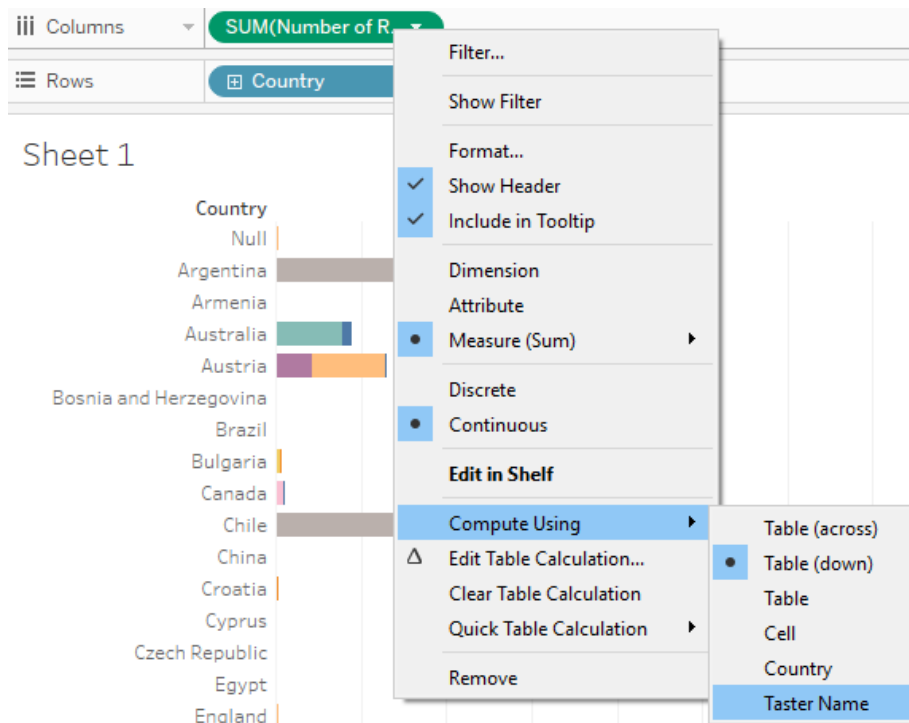 Columns
SUM(Number of R..
Rows
Country
Sheet 1
Country
Null
Argentina
Armenia
Australia
Austria
Bosnia and Herzegovina
Brazil
Bulgaria
Canada
Chile
China
Croatia
Cyprus
Czech Republic
Egypt
England
Filter...
Show Filter
Format...
Show Header
Include in Tooltip
Dimension
Attribute
Measure (Sum)
Discrete
Continuous
Edit in Shelf
Compute Using
Edit Table Calculation...
Clear Table Calculation
Quick Table Calculation
Remove
Table (across)
Table (down)
Table
Cell
Country
Taster Name